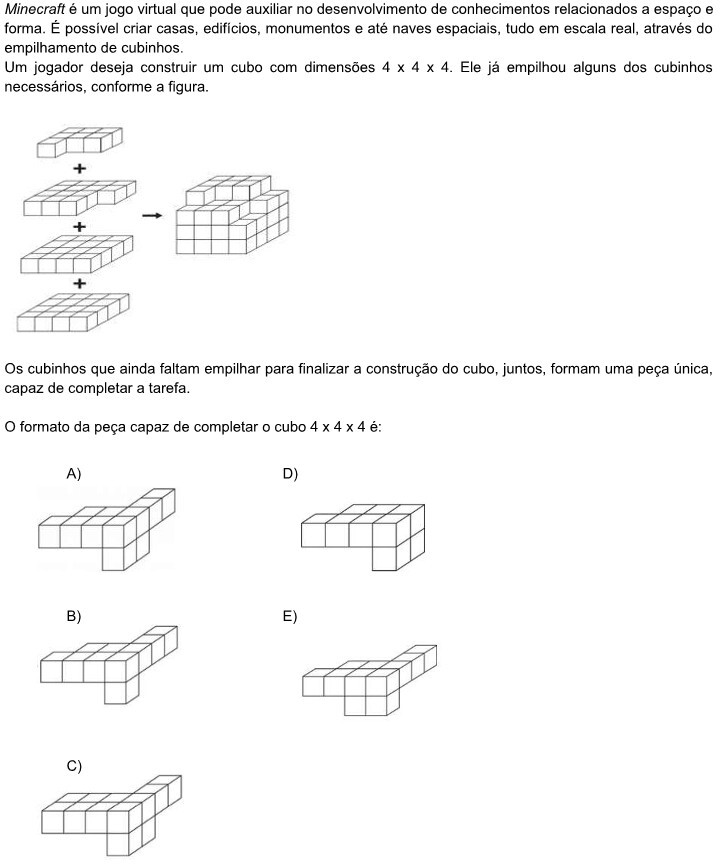 Minecraft é um jogo virtual que pode auxiliar no desenvolvimento de conhecimentos relacionados a espaço e
forma. É possível criar casas, edifícios, monumentos e até naves espaciais, tudo em escala real, através do
empilhamento de cubinhos.
Um jogador deseja construir um cubo com dimensões 4 x 4 x 4. Ele já empilhou alguns dos cubinhos
necessários, conforme a figura.
+
+
+
Os cubinhos que ainda faltam empilhar para finalizar a construção do cubo, juntos, formam uma peça única,
capaz de completar a tarefa.
O formato da peça capaz de completar o cubo 4 x 4 x 4 é:
A)
D)
B)
E)
C)